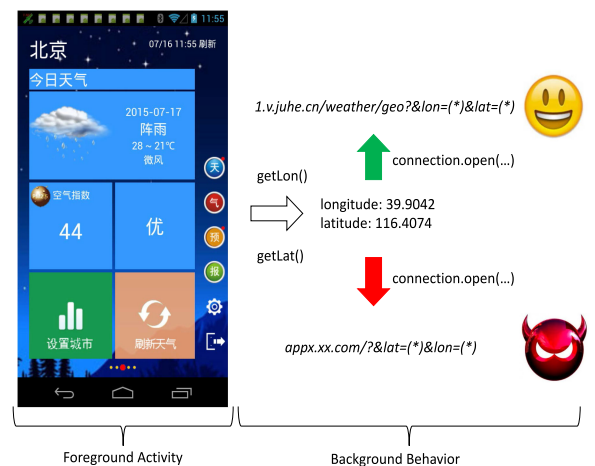 11:55
北京
07/16 11:55 刷新
今日天气
2015-07-17
阵雨
28 ~ 21℃
微风
空气指数
44
优
天
气
预
报
设置城市
刷新天气
1.v.juhe.cn/weather/geo?&lon=(*)&lat=(*)
connection.open(…)
getLon()
longitude: 39.9042
latitude: 116.4074
getLat()
connection.open(…)
appx.xx.com/?&lat=(*)&lon=(*)
Foreground Activity
Background Behavior